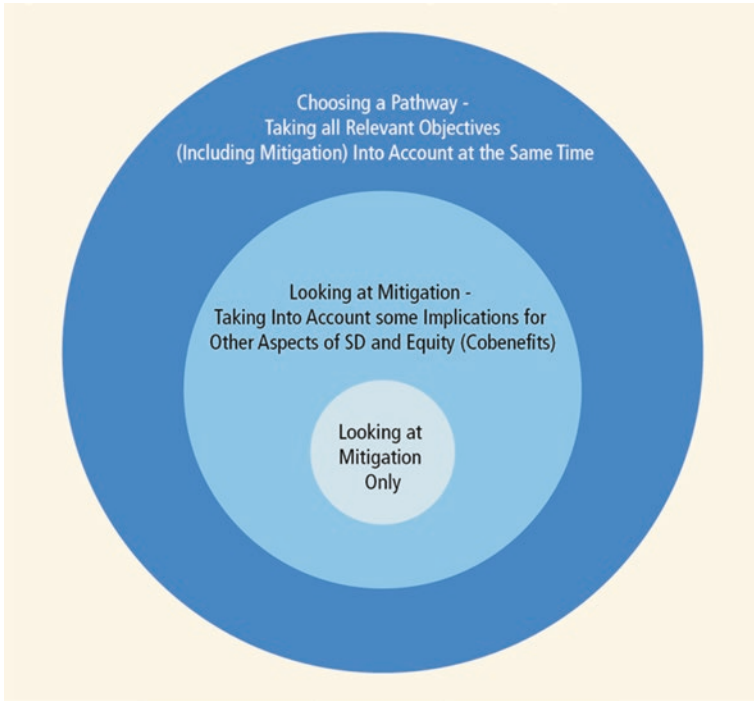 Choosing a Pathway -
Taking all Relevant Objectives
(Including Mitigation) Into Account at the Same Time
Looking at Mitigation -
Taking Into Account some Implications for
Other Aspects of SD and Equity (Cobenefits)
Looking at
Mitigation
Only